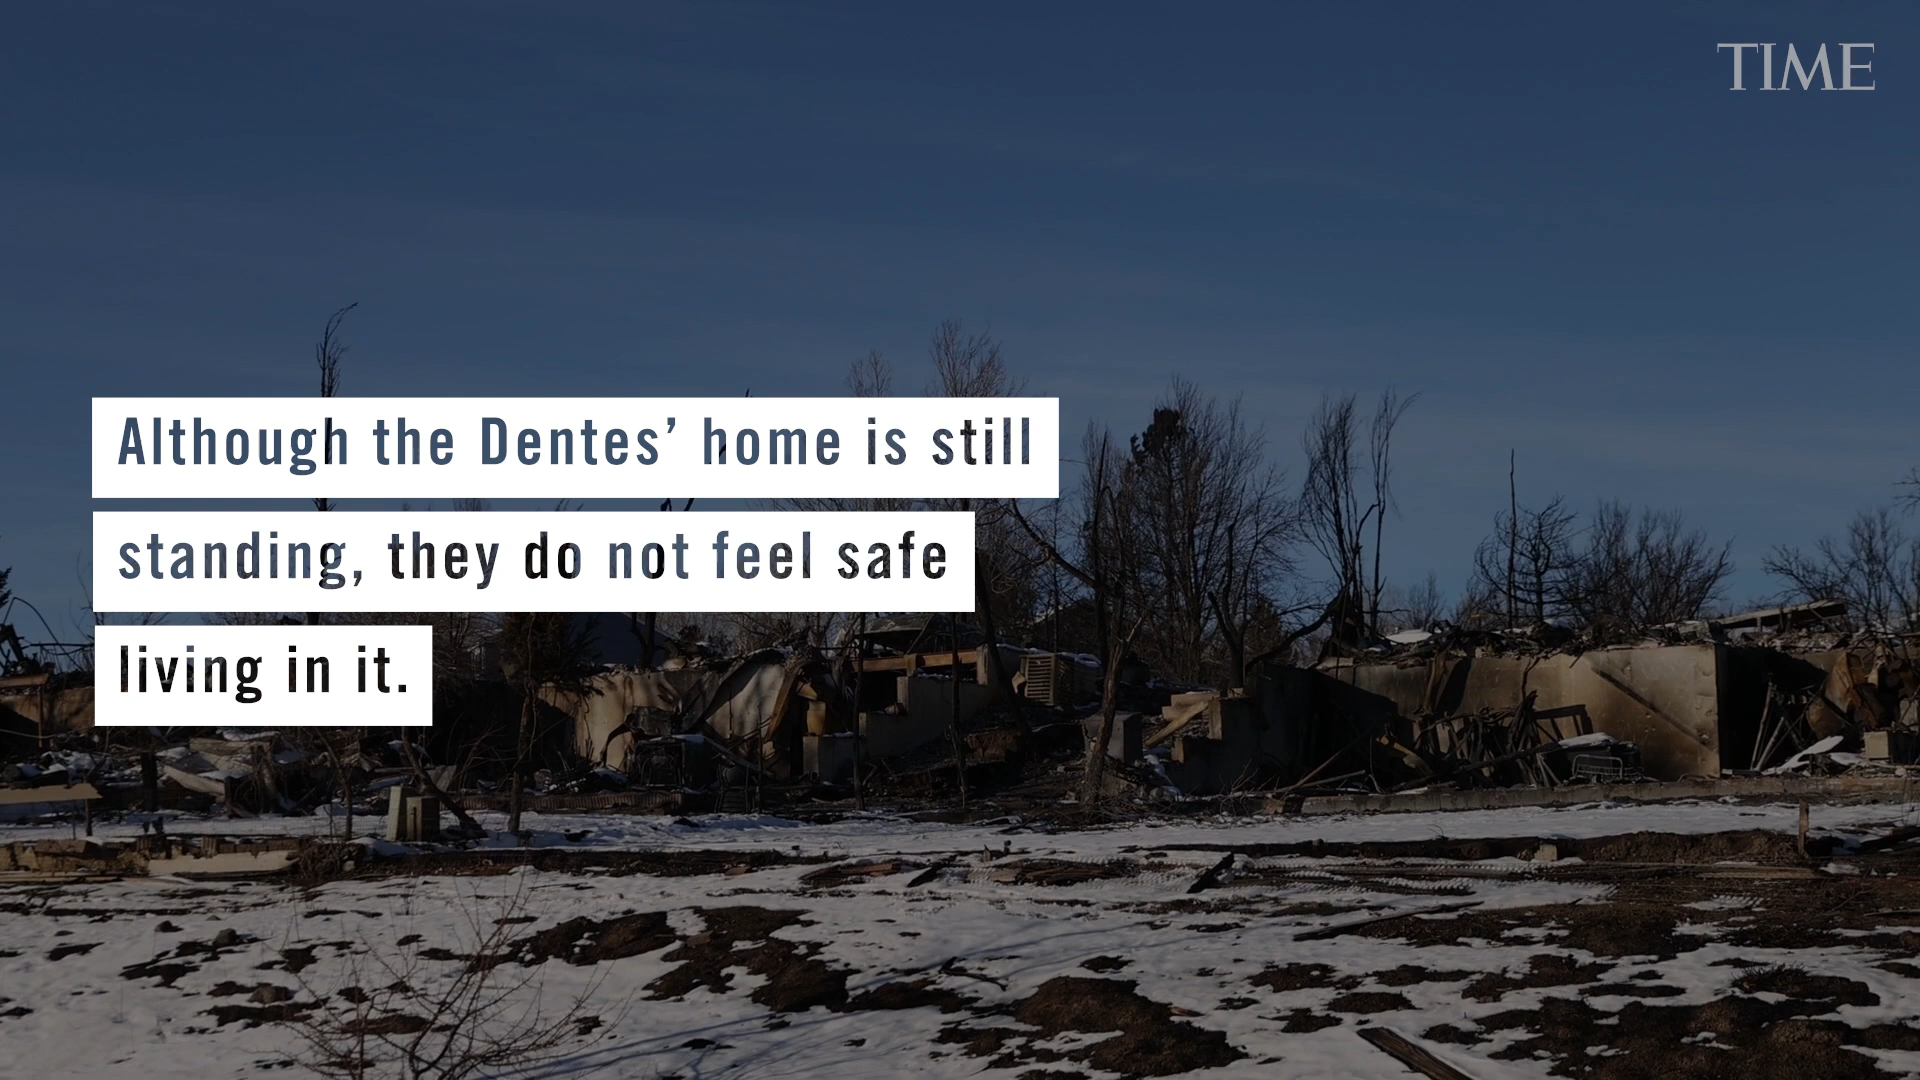 TIME
Although the Dentes’ home is still
standing, they do not feel safe
living in it.